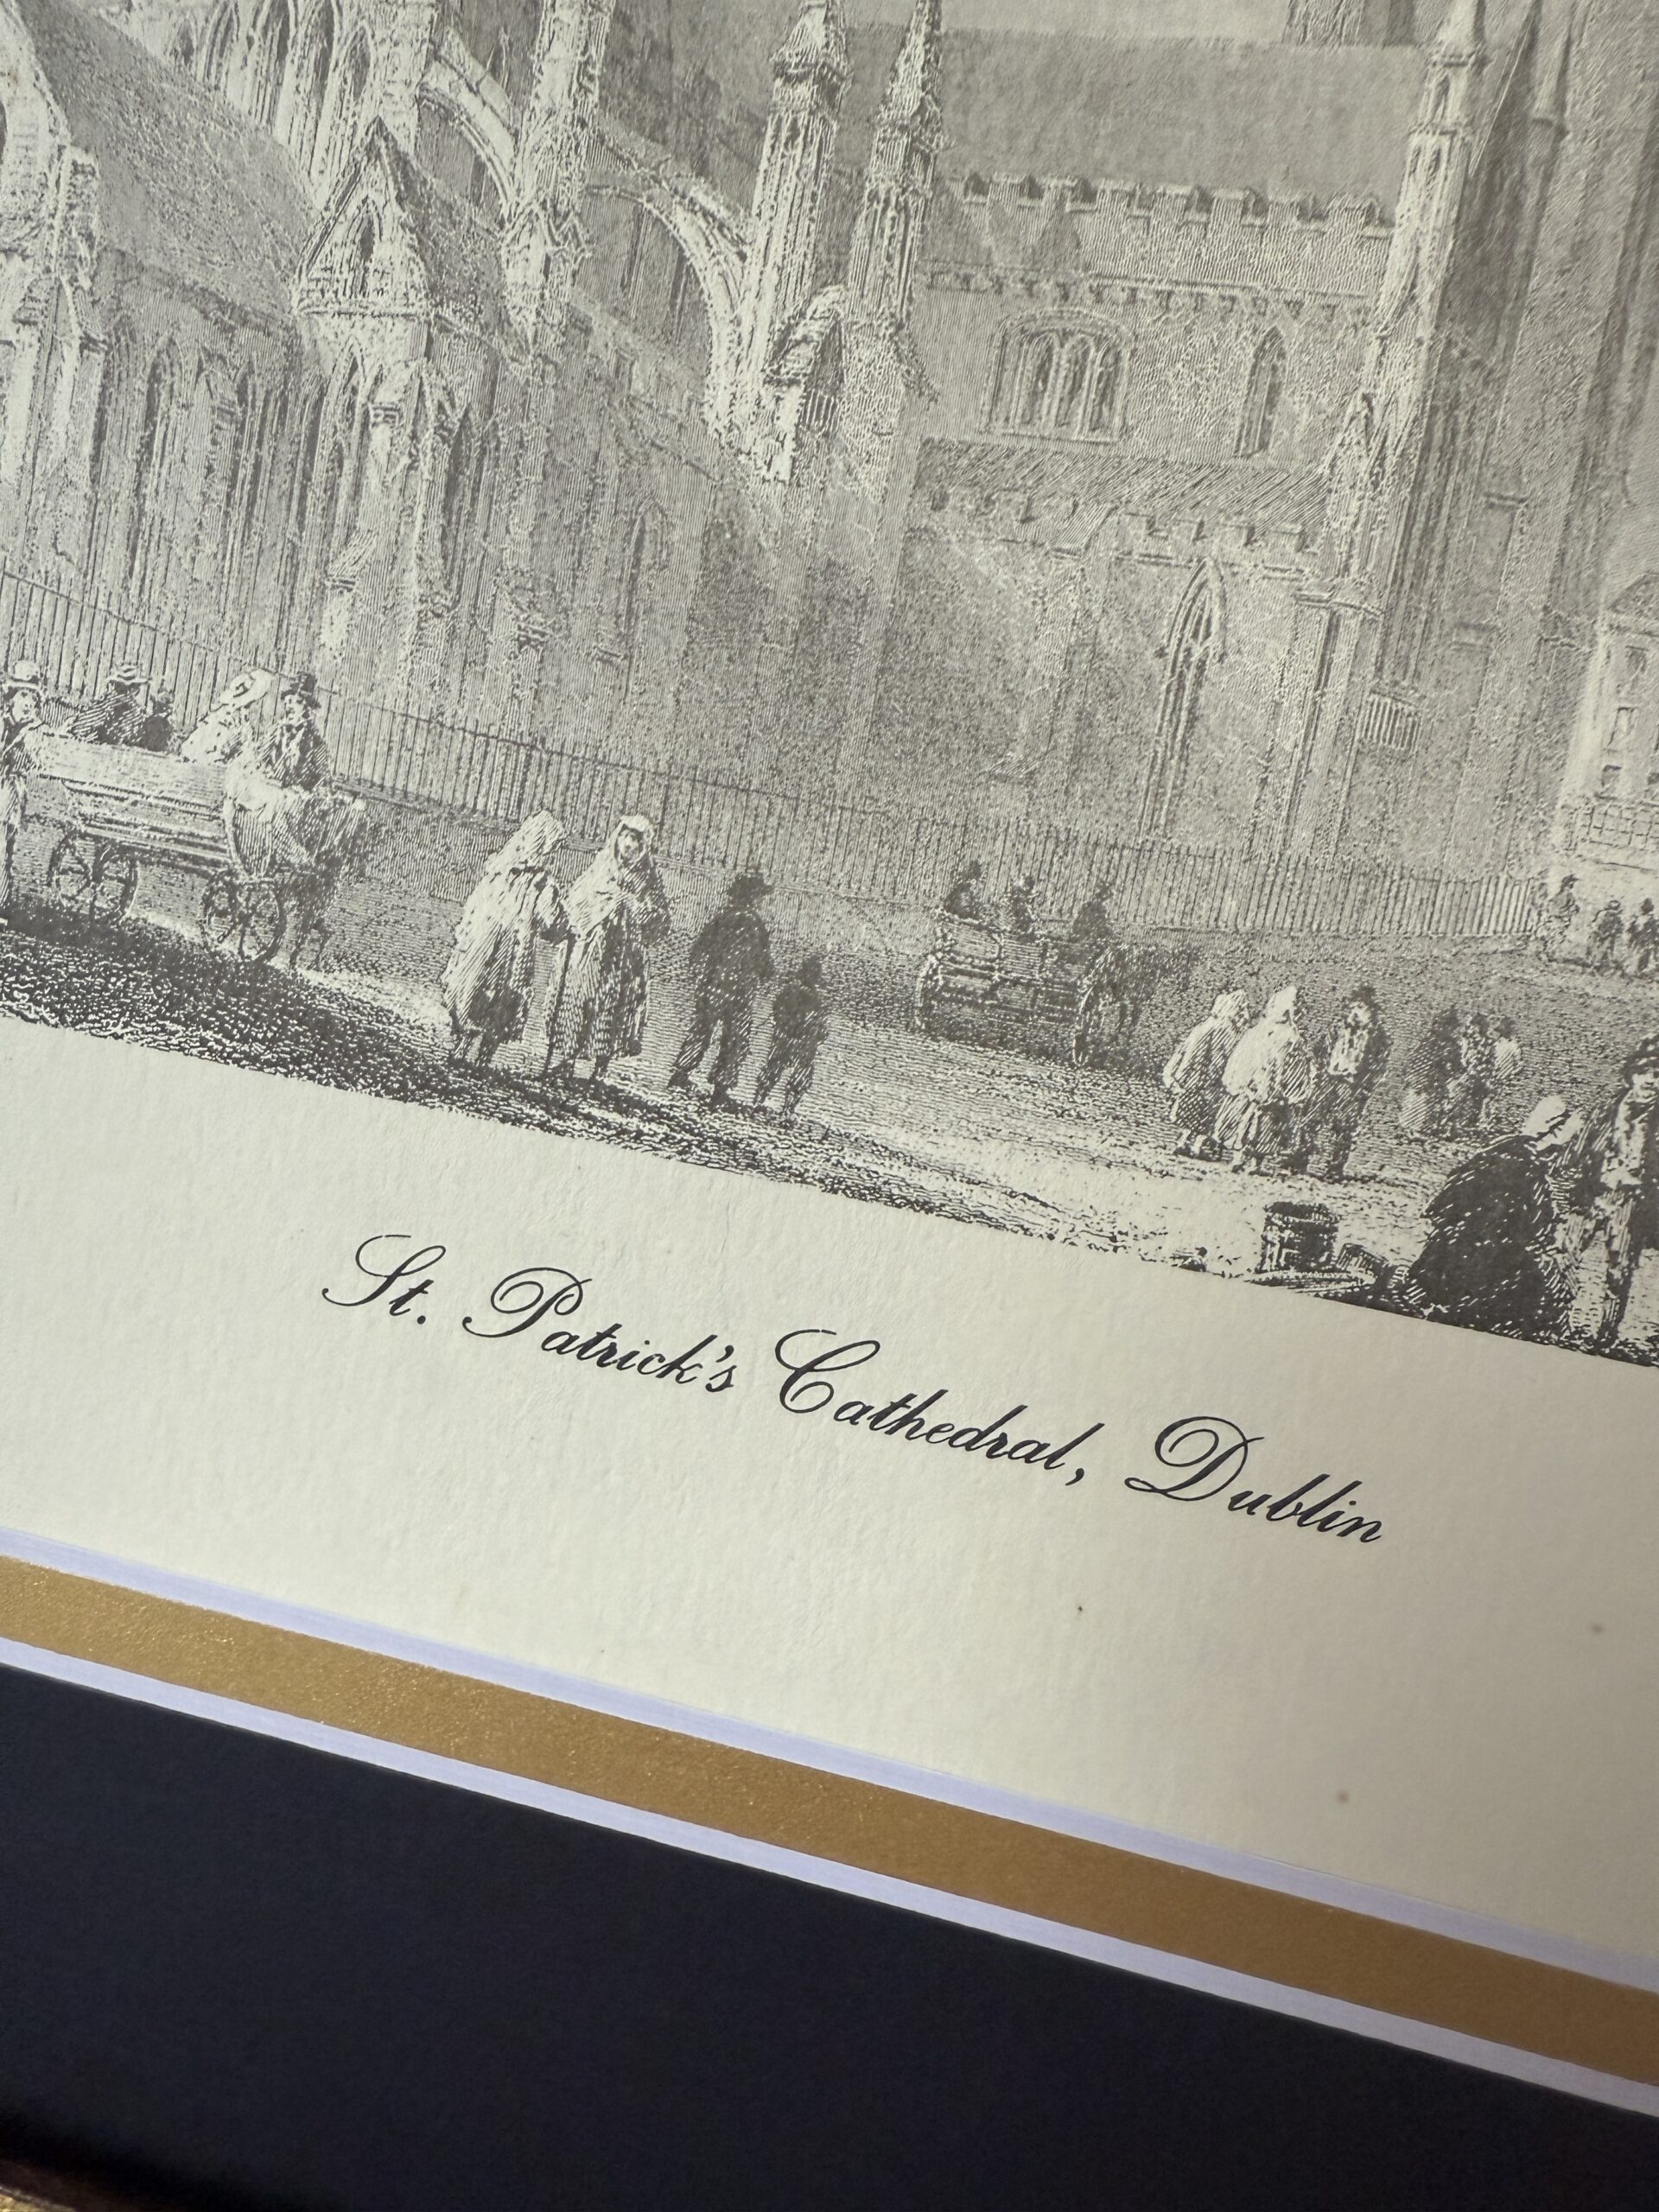 St. Patrick's Cathedral, Dublin